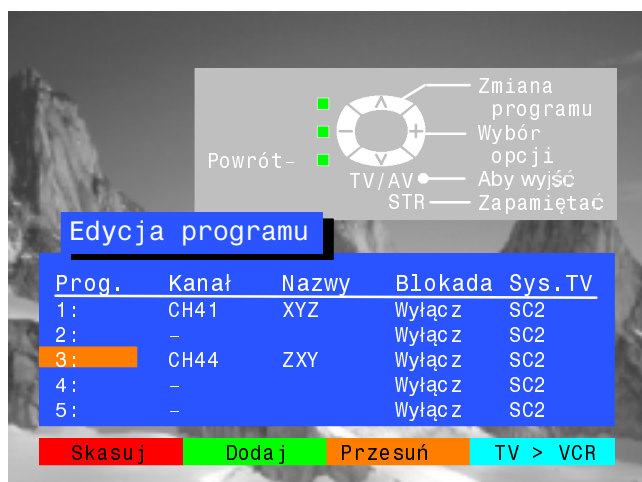 Zmiana
programu
Wybór
opcji
Powrót-
TV/AV Aby wyjść
STR Zapamiętać
Edycja programu
Prog. Kanał Nazwy Blokada Sys.TV
1: CH41 XYZ Wyłącz SC2
2: – Wyłącz SC2
3: CH44 ZXY Wyłącz SC2
4: – Wyłącz SC2
5: – Wyłącz SC2
Skasuj Dodaj Przesuń TV > VCR